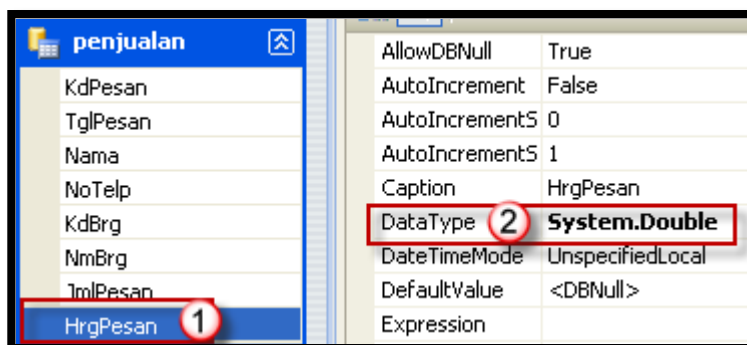 penjualan
KdPesan
TglPesan
Nama
NoTelp
KdBrg
NmBrg
JmlPesan
HrgPesan 1
AllowDBNull True
AutoIncrement False
AutoIncrementS 0
AutoIncrementS 1
Caption HrgPesan
DataType 2 System.Double
DateTimeMode UnspecifiedLocal
DefaultValue <DBNull>
Expression